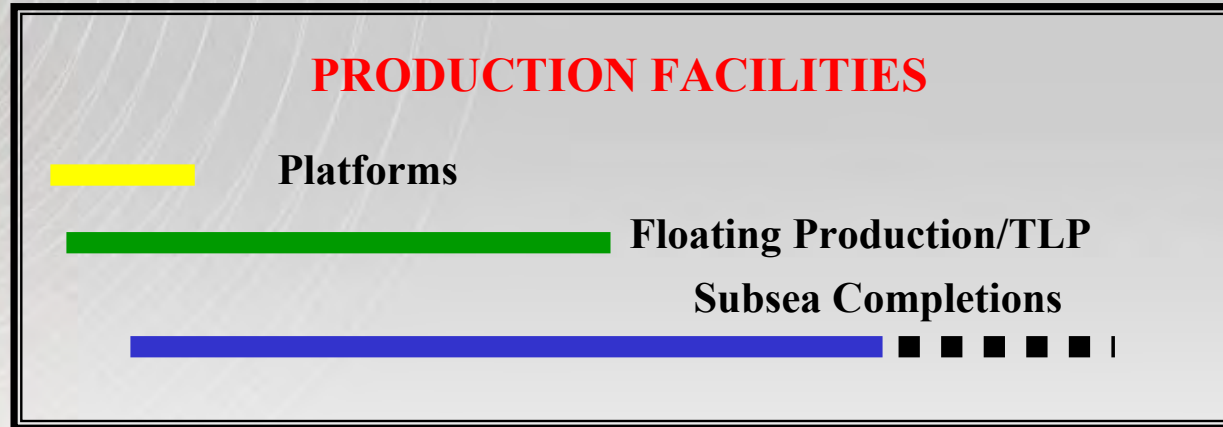 PRODUCTION FACILITIES
Platforms
Floating Production/TLP
Subsea Completions